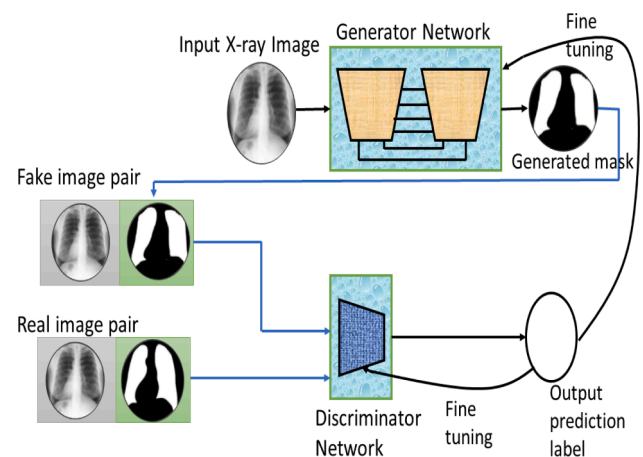 Input X-ray Image
Generator Network
Fine
tuning
Generated mask
Fake image pair
Real image pair
Discriminator
Network
Fine
tuning
Output
prediction
label